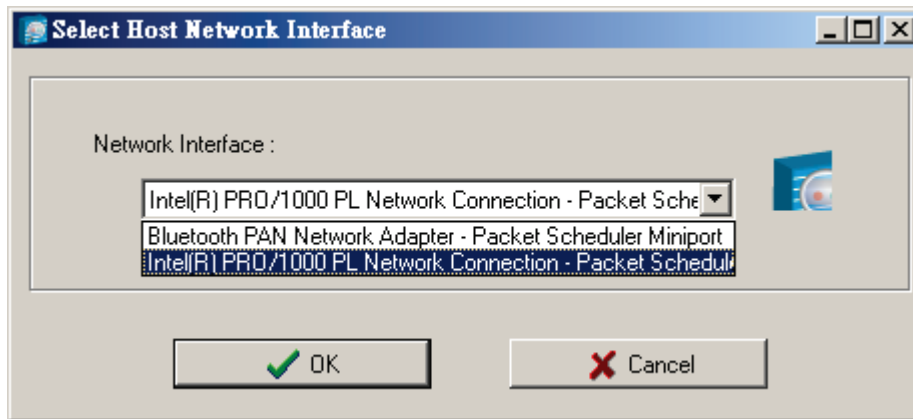 Select Host Network Interface
Network Interface :
Intel(R) PRO/1000 PL Network Connection - Packet Sche
Bluetooth PAN Network Adapter - Packet Scheduler Miniport
Intel(R) PRO/1000 PL Network Connection - Packet Schedul
OK
Cancel